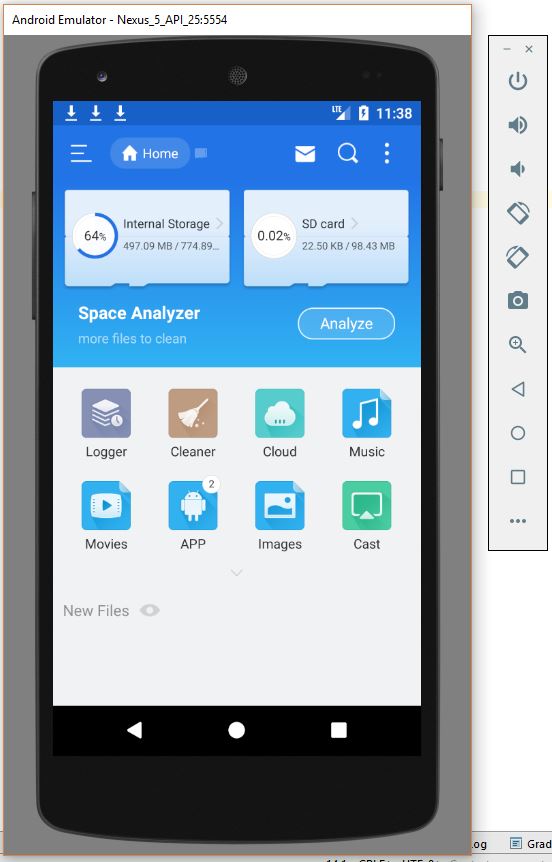 Android Emulator - Nexus_5_API_25:5554
LTE 11:38
Home
64% Internal Storage
497.09 MB / 774.89...
0.02% SD card
22.50 KB / 98.43 MB
Space Analyzer
more files to clean
Analyze
Logger Cleaner Cloud Music
2
Movies APP Images Cast
New Files
og Grad